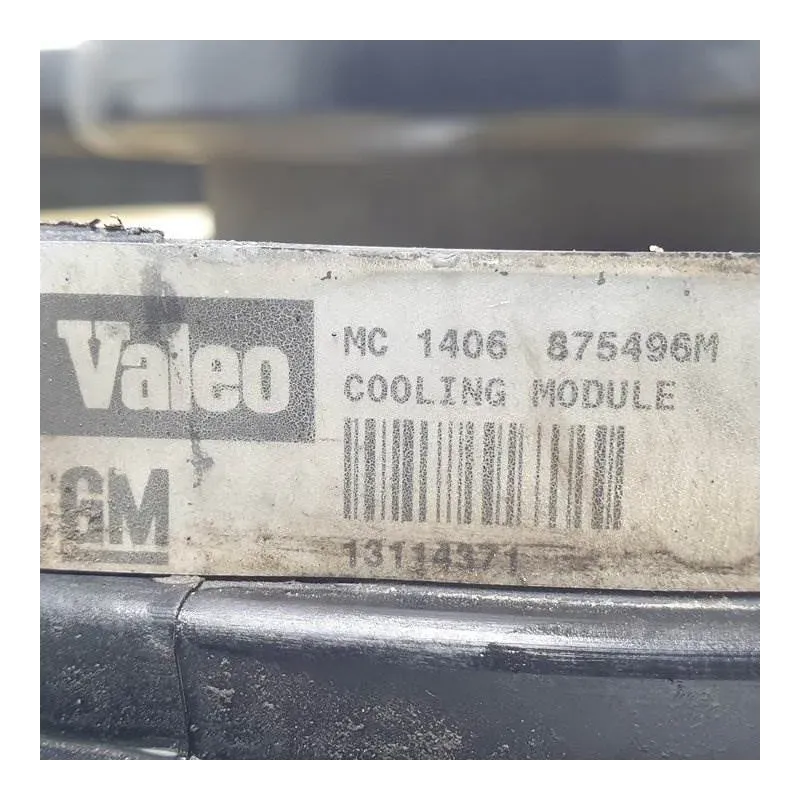 Valeo
MC 1406 875496M
COOLING MODULE
GM
13114371